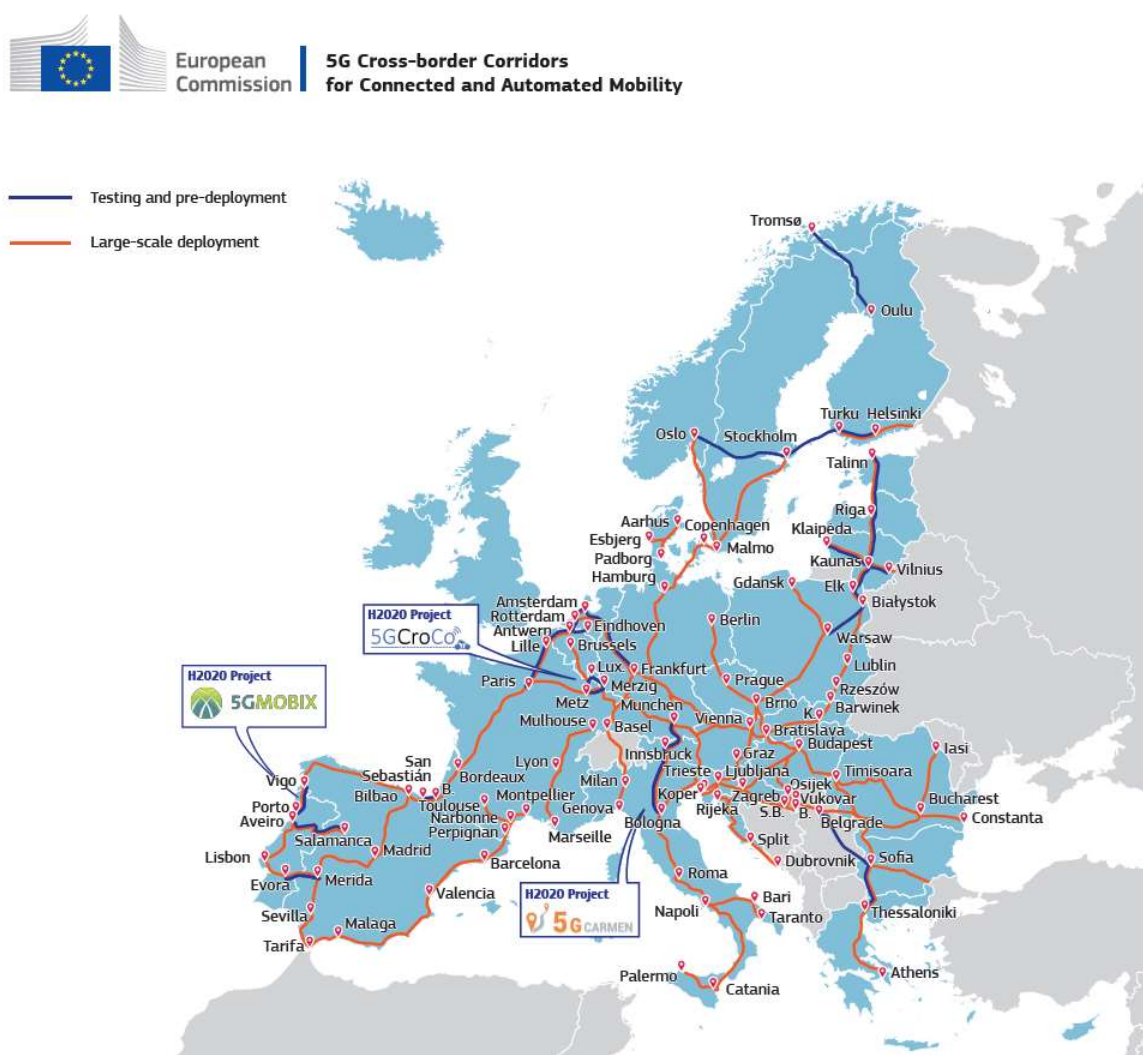 European
Commission
5G Cross-border Corridors
for Connected and Automated Mobility
Testing and pre-deployment
Large-scale deployment
Tromsø
Oulu
Turku
Helsinki
Oslo
Stockholm
Talinn
Riga
Aarhus
Copenhagen
Klaipėda
Esbjerg
Malmo
Padborg
Kaunas
Vilnius
Hamburg
Gdansk
Elk
Białystok
Amsterdam
H2020 Project
5GCroCo
Rotterdam
Berlin
Antwern
Eindhoven
Warsaw
Lille
Brussels
Lublin
Lux.
Frankfurt
H2020 Project
5GMOBIX
Paris
Merzig
Prague
Rzeszów
Metz
Munchen
Brno
Barwinek
K.
Mulhouse
Basel
Vienna
Bratislava
Budapest
Iasi
San
Sebastián
Innsbruck
Graz
Vigo
Bilbao
B.
Bordeaux
Lyon
Milan
Trieste
Ljubljana
Timisoara
Toulouse
Montpellier
Koper
Zagreb
Osijek
Vukovar
Porto
Aveiro
Narbonne
Genova
Rijeka
S.B.
B.
Bucharest
Salamanca
Perpignan
Marseille
Bologna
Belgrade
Constanta
Lisbon
Madrid
Barcelona
Split
Sofia
Evora
Merida
Roma
Dubrovnik
Valencia
H2020 Project
5G CARMEN
Bari
Sevilla
Malaga
Napoli
Taranto
Thessaloniki
Tarifa
Palermo
Catania
Athens